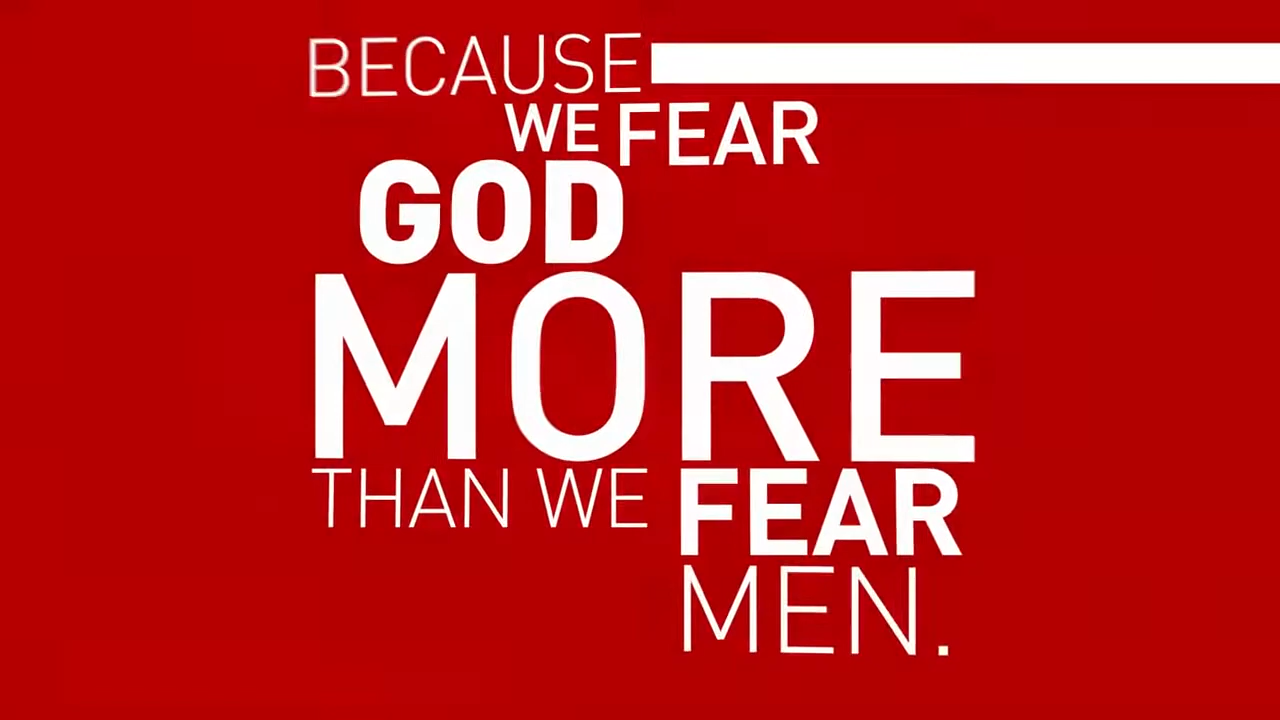 BECAUSE
WE FEAR
GOD
MORE
THAN WE FEAR
MEN.